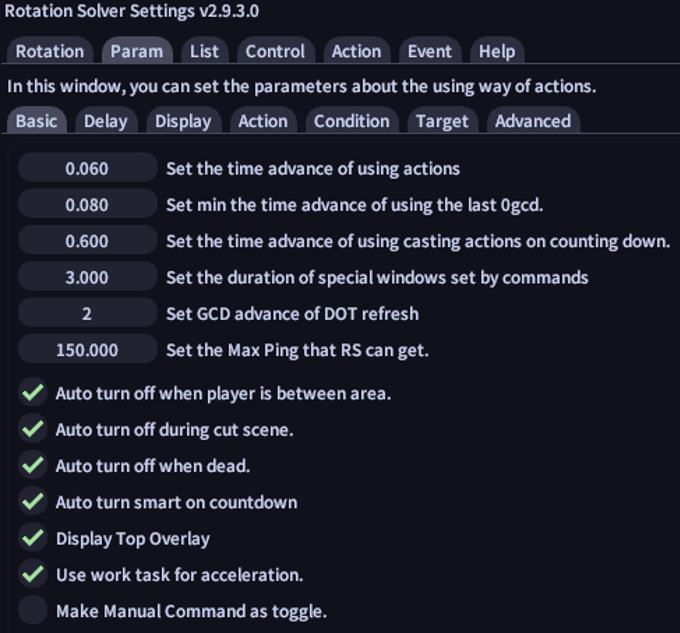 Rotation Solver Settings v2.9.3.0
Rotation Param List Control Action Event Help
In this window, you can set the parameters about the using way of actions.
Basic Delay Display Action Condition Target Advanced
0.060 Set the time advance of using actions
0.080 Set min the time advance of using the last 0gcd.
0.600 Set the time advance of using casting actions on counting down.
3.000 Set the duration of special windows set by commands
2 Set GCD advance of DOT refresh
150.000 Set the Max Ping that RS can get.
Auto turn off when player is between area.
Auto turn off during cut scene.
Auto turn off when dead.
Auto turn smart on countdown
Display Top Overlay
Use work task for acceleration.
Make Manual Command as toggle.